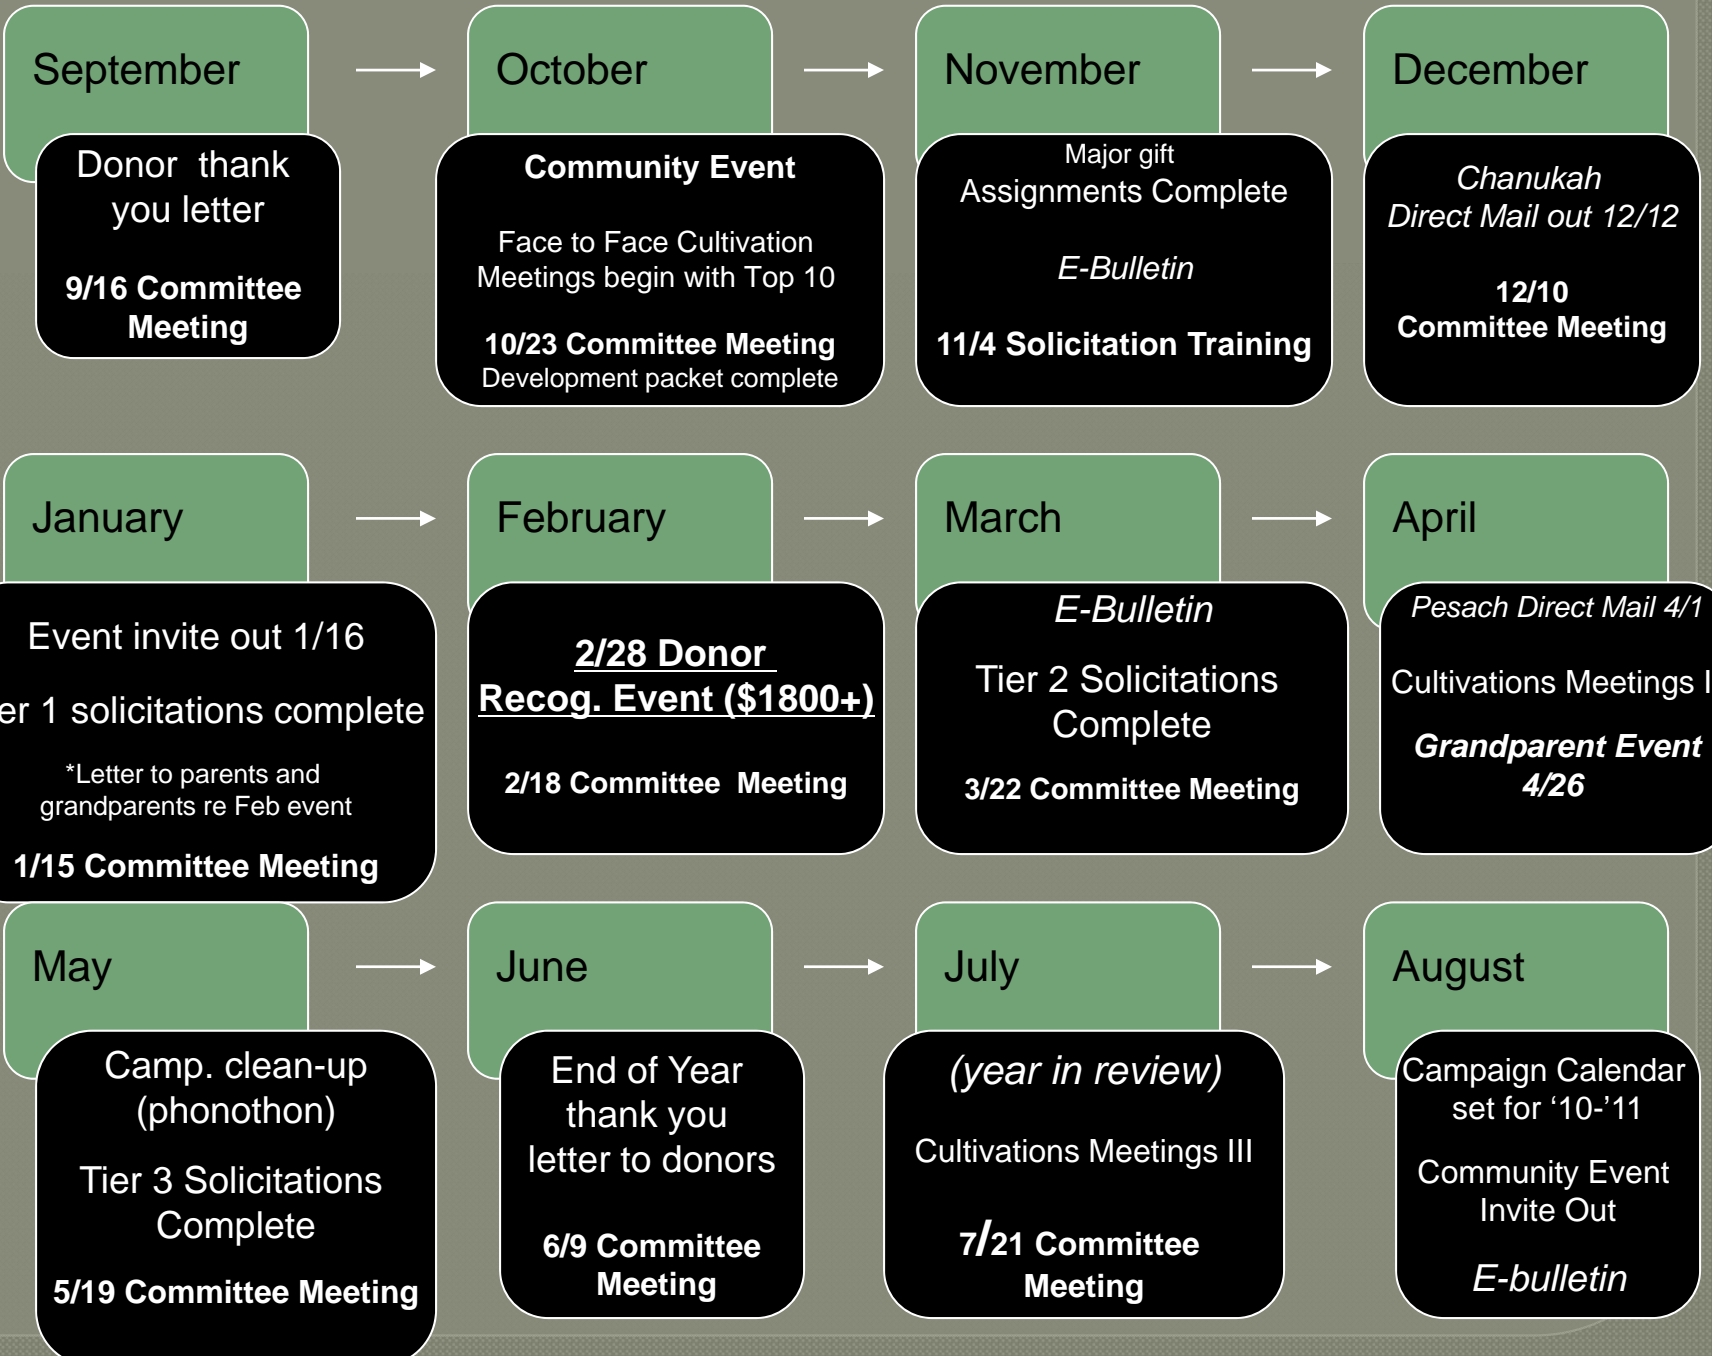 September
Donor thank
you letter
9/16 Committee
Meeting
October
Community Event
Face to Face Cultivation
Meetings begin with Top 10
10/23 Committee Meeting
Development packet complete
November
Major gift
Assignments Complete
E-Bulletin
11/4 Solicitation Training
December
Chanukah
Direct Mail out 12/12
12/10
Committee Meeting
January
Event invite out 1/16
er 1 solicitations complete
*Letter to parents and
grandparents re Feb event
1/15 Committee Meeting
February
2/28 Donor
Recog. Event ($1800+)
2/18 Committee Meeting
March
E-Bulletin
Tier 2 Solicitations
Complete
3/22 Committee Meeting
April
Pesach Direct Mail 4/1
Cultivations Meetings I
Grandparent Event
4/26
May
Camp. clean-up
(phonothon)
Tier 3 Solicitations
Complete
5/19 Committee Meeting
June
End of Year
thank you
letter to donors
6/9 Committee
Meeting
July
(year in review)
Cultivations Meetings III
7/21 Committee
Meeting
August
Campaign Calendar
set for ‘10-’11
Community Event
Invite Out
E-bulletin